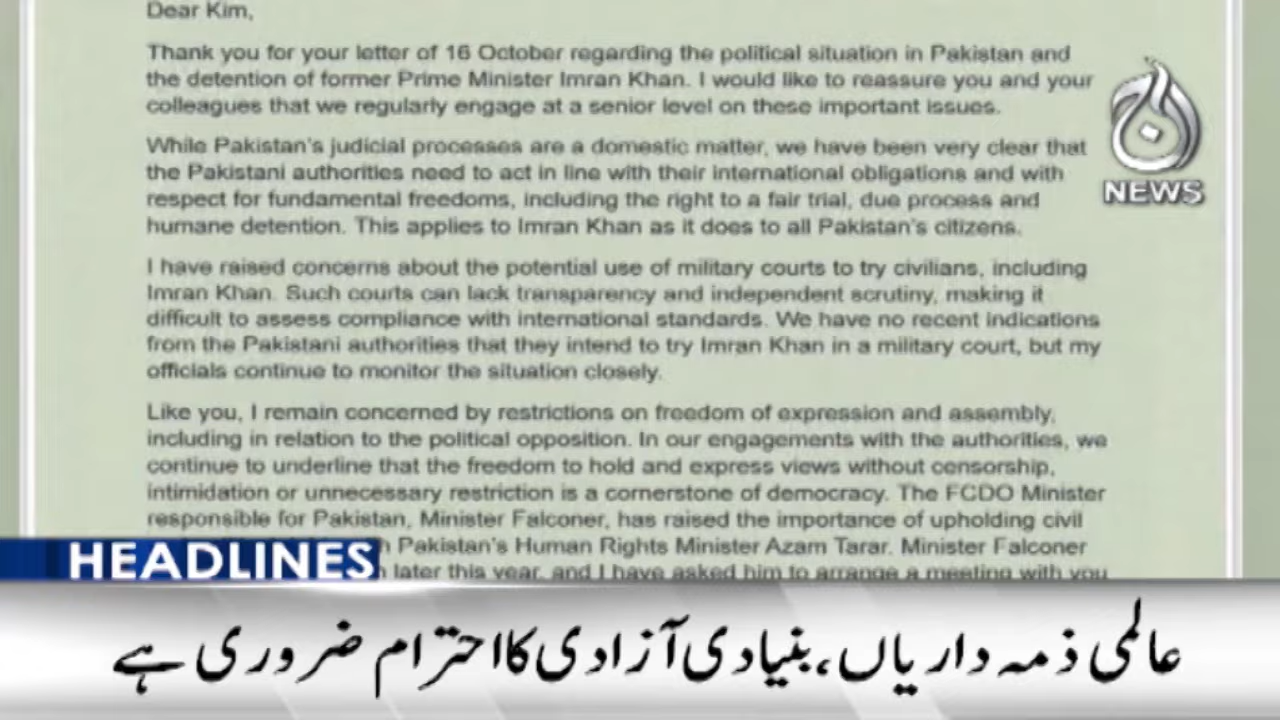 Dear Kim,
Thank you for your letter of 16 October regarding the political situation in Pakistan and
the detention of former Prime Minister Imran Khan. I would like to reassure you and your
colleagues that we regularly engage at a senior level on these important issues.
While Pakistan's judicial processes are a domestic matter, we have been very clear that
the Pakistani authorities need to act in line with their international obligations and with
respect for fundamental freedoms, including the right to a fair trial, due process and
humane detention. This applies to Imran Khan as it does to all Pakistan's citizens.
I have raised concerns about the potential use of military courts to try civilians, including
Imran Khan. Such courts can lack transparency and independent scrutiny, making it
difficult to assess compliance with international standards. We have no recent indications
from the Pakistani authorities that they intend to try Imran Khan in a military court, but my
officials continue to monitor the situation closely.
Like you, I remain concerned by restrictions on freedom of expression and assembly,
including in relation to the political opposition. In our engagements with the authorities, we
continue to underline that the freedom to hold and express views without censorship,
intimidation or unnecessary restriction is a cornerstone of democracy. The FCDO Minister
responsible for Pakistan, Minister Falconer, has raised the importance of upholding civil
Pakistan's Human Rights Minister Azam Tarar. Minister Falconer
later this year, and I have asked him to arrange a meeting with you
آج
NEWS
HEADLINES
عالمی ذمہ داریاں، بنیادی آزادی کا احترام ضروری ہے